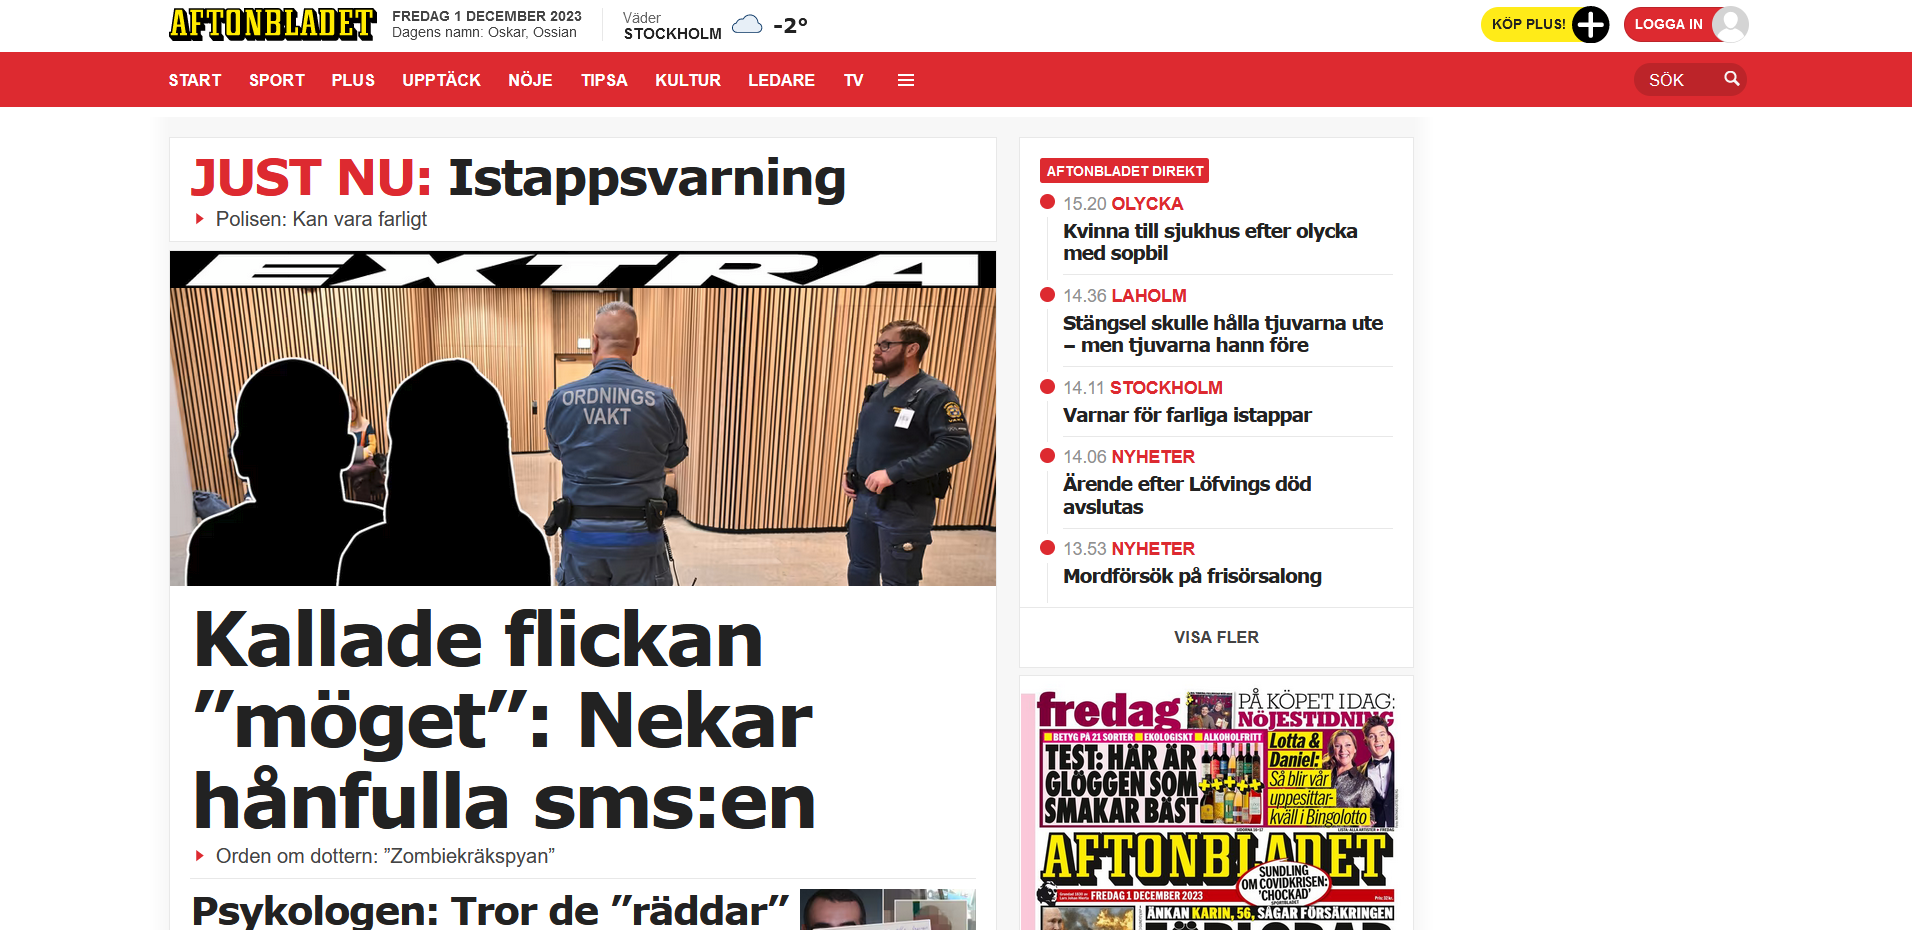 AFTONBLADET
FREDAG 1 DECEMBER 2023
Dagens namn: Oskar, Ossian
Väder
STOCKHOLM
-2°
KÖP PLUS!
LOGGA IN
START SPORT PLUS UPPTÄCK NÖJE TIPSA KULTUR LEDARE TV
SÖK
JUST NU: Istappsvarning
Polisen: Kan vara farligt
EXTRA
ORDNINGS
VAKT
Kallade flickan
”möget”: Nekar
hånfulla sms:en
Orden om dottern: ”Zombiekräkspyan”
Psykologen: Tror de ”räddar”
AFTONBLADET DIREKT
15.20 OLYCKA
Kvinna till sjukhus efter olycka
med sopbil
14.36 LAHOLM
Stängsel skulle hålla tjuvarna ute
– men tjuvarna hann före
14.11 STOCKHOLM
Varnar för farliga istappar
14.06 NYHETER
Ärende efter Löfvings död
avslutas
13.53 NYHETER
Mordförsök på frisörsalong
VISA FLER
fredag
PÅ KÖPET IDAG:
NÖJESTIDNING
BETYG PÅ 21 SORTER EKOLOGISKT ALKOHOLFRITT
TEST: HÄR ÄR
GLÖGGEN SOM
SMAKAR BÄST
Lotta &
Daniel:
Så blir vår
uppesittar-
kväll i Bingolotto
AFTONBLADET
SUNDLING
OM COVIDKRISEN:
'CHOCKAD'
SPORTBLADET
FREDAG 1 DECEMBER 2023
ÄNKAN KARIN, 56, SÅGAR FÖRSÄKRINGEN